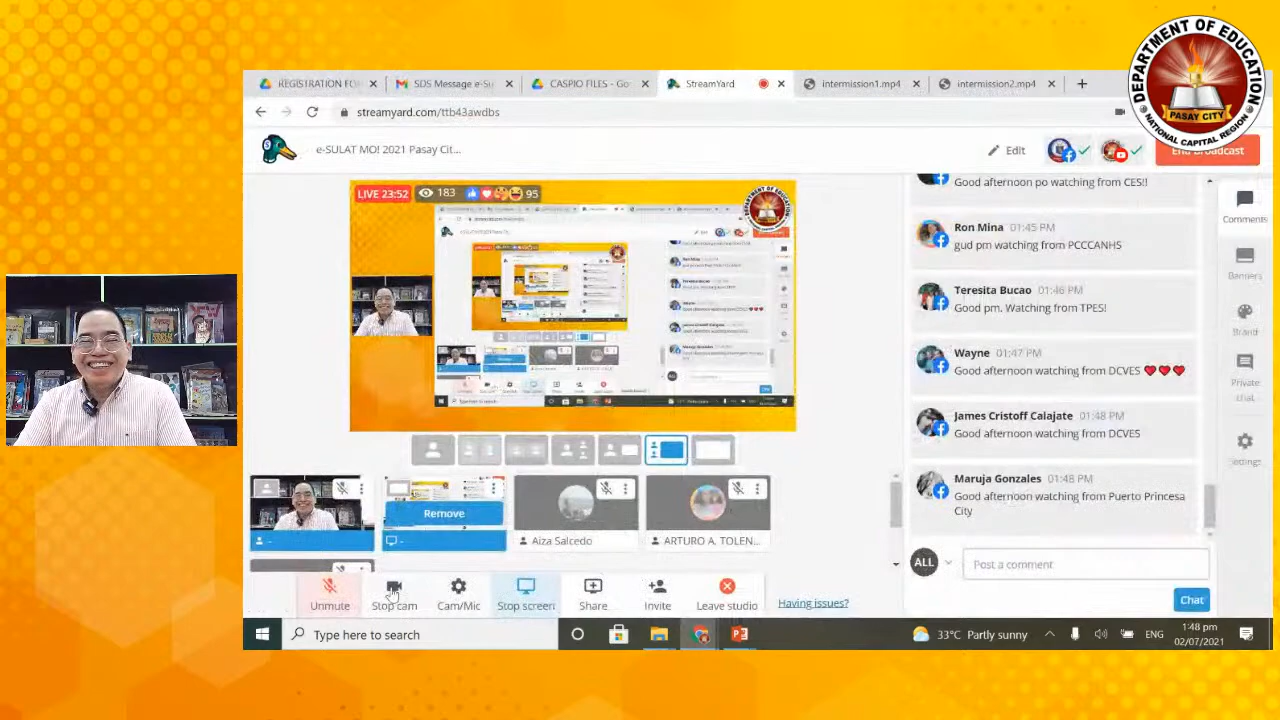 DEPARTMENT OF EDUCATION
PASAY CITY
NATIONAL CAPITAL REGION
REGISTRATION FO
SDS Message e-Su
CASPIO FILES - Go
StreamYard
intermission1.mp4
intermission2.mp4
streamyard.com/ttb43awdbs
e-SULAT MO! 2021 Pasay Cit...
Edit
End Broadcast
LIVE 23:52
183
95
Good afternoon po watching from CES!!
Ron Mina 01:45 PM
gud pm watching from PCCCANHS
Teresita Bucao 01:46 PM
Good pm. Watching from TPES!
Wayne 01:47 PM
Good afternoon watching from DCVES ❤❤❤
James Cristoff Calajate 01:48 PM
Good afternoon watching from DCVES
Maruja Gonzales 01:48 PM
Good afternoon watching from Puerto Princesa
City
Comments
Banners
Brand
Private
chat
Settings
Remove
-
-
Aiza Salcedo
ARTURO A. TOLEN...
ALL
Post a comment
Chat
Unmute
Stop cam
Cam/Mic
Stop screen
Share
Invite
Leave studio
Having issues?
Type here to search
33°C Partly sunny
ENG
1:48 pm
02/07/2021